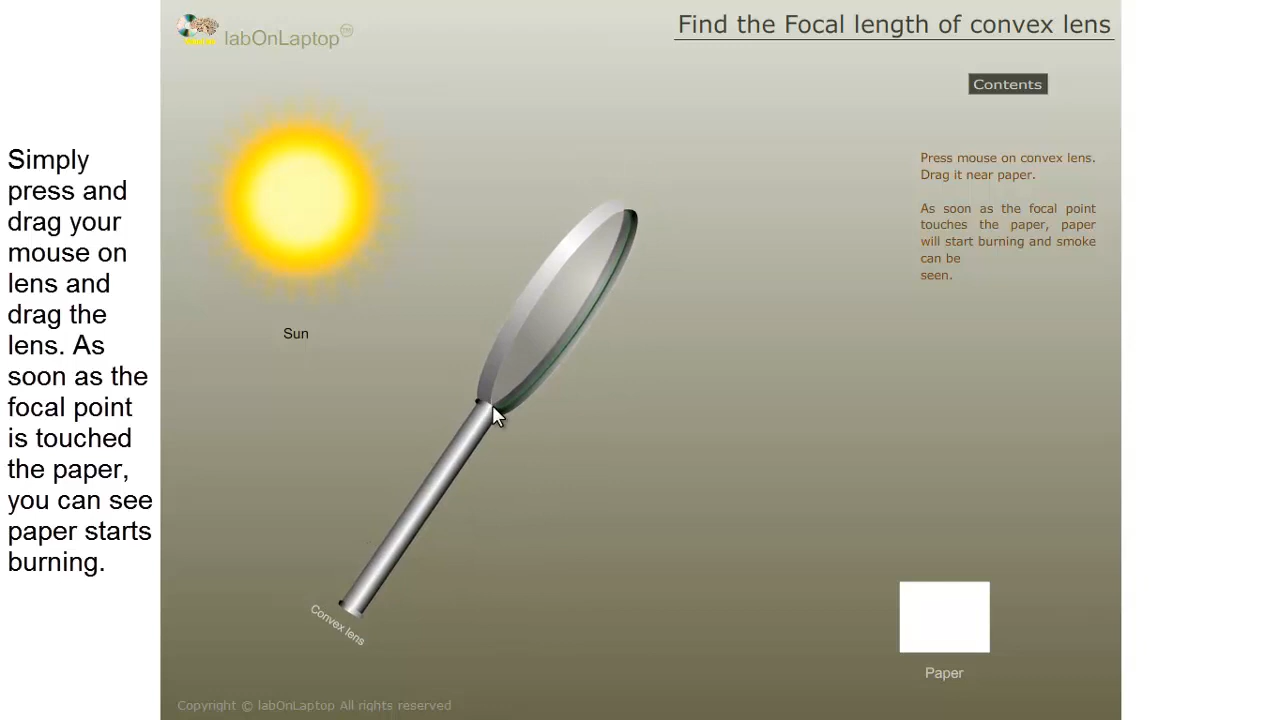 labOnLaptop
Find the Focal length of convex lens
Contents
Simply
press and
drag your
mouse on
lens and
drag the
lens. As
soon as the
focal point
is touched
the paper,
you can see
paper starts
burning.
Press mouse on convex lens.
Drag it near paper.
As soon as the focal point
touches the paper, paper
will start burning and smoke
can be
seen.
Sun
Convex lens
Paper
Copyright © labOnLaptop All rights reserved